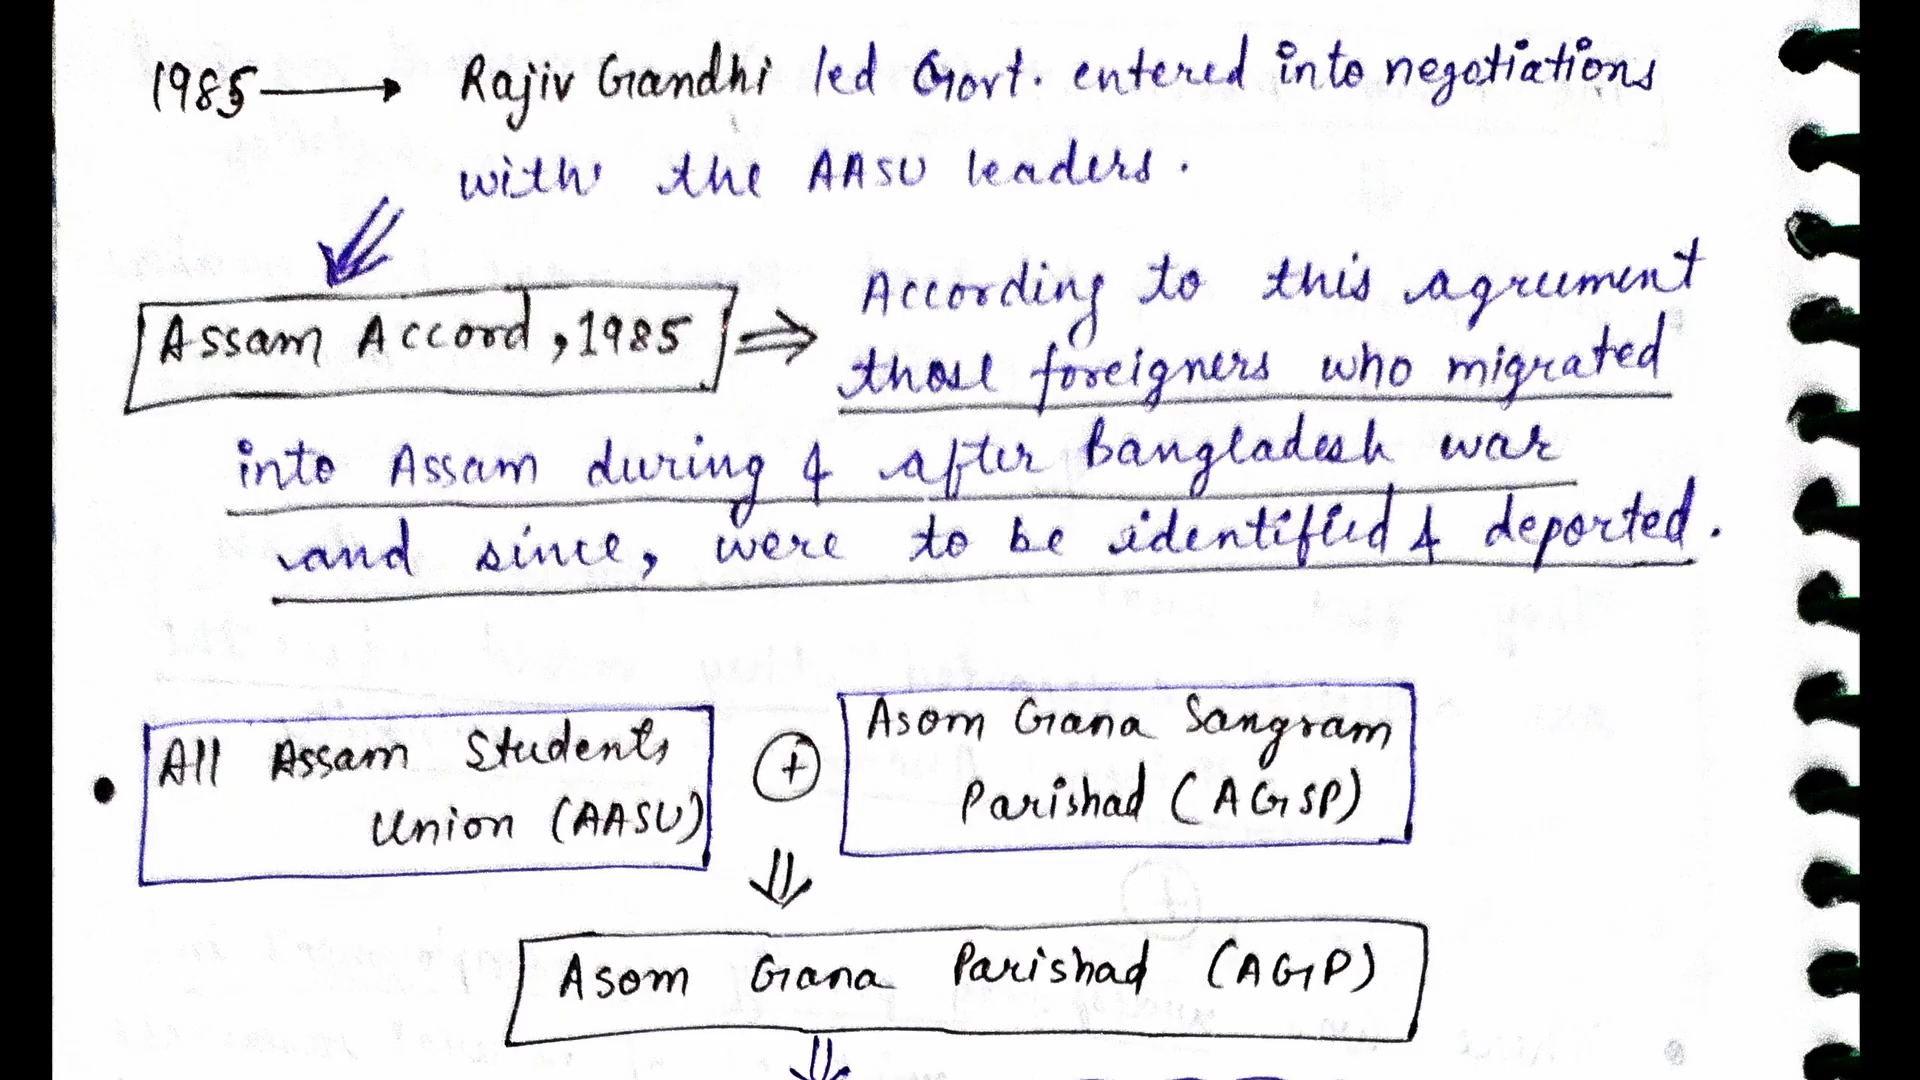 1985 → Rajiv Gandhi led Govt. entered into negotiations
with the AASU leaders.
Assam Accord, 1985 ⇒ According to this agreement
those foreigners who migrated
into Assam during & after Bangladesh war
and since, were to be identified & deported.
• All Assam Students
Union (AASU)
+
Asom Gana Sangram
Parishad (AGSP)
Asom Gana Parishad (AGP)